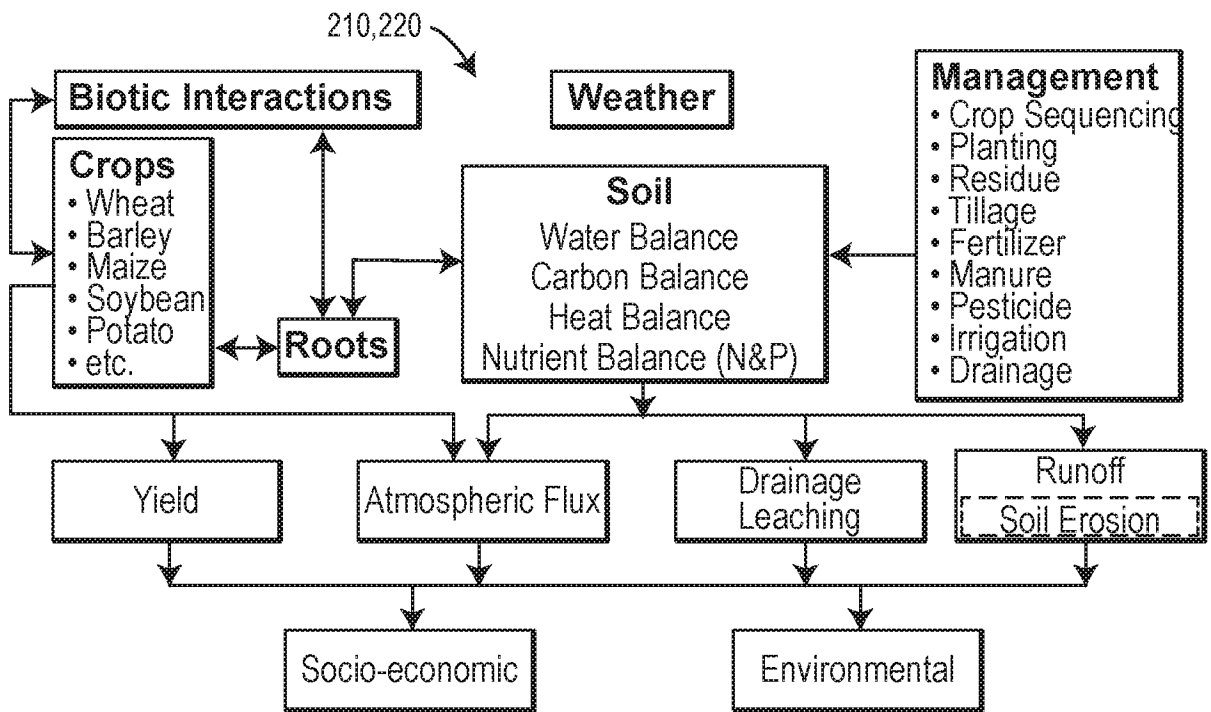 210,220
Biotic Interactions
Weather
Management
• Crop Sequencing
• Planting
• Residue
• Tillage
• Fertilizer
• Manure
• Pesticide
• Irrigation
• Drainage
Crops
• Wheat
• Barley
• Maize
• Soybean
• Potato
• etc.
Roots
Soil
Water Balance
Carbon Balance
Heat Balance
Nutrient Balance (N&P)
Yield
Atmospheric Flux
Drainage
Leaching
Runoff
Soil Erosion
Socio-economic
Environmental